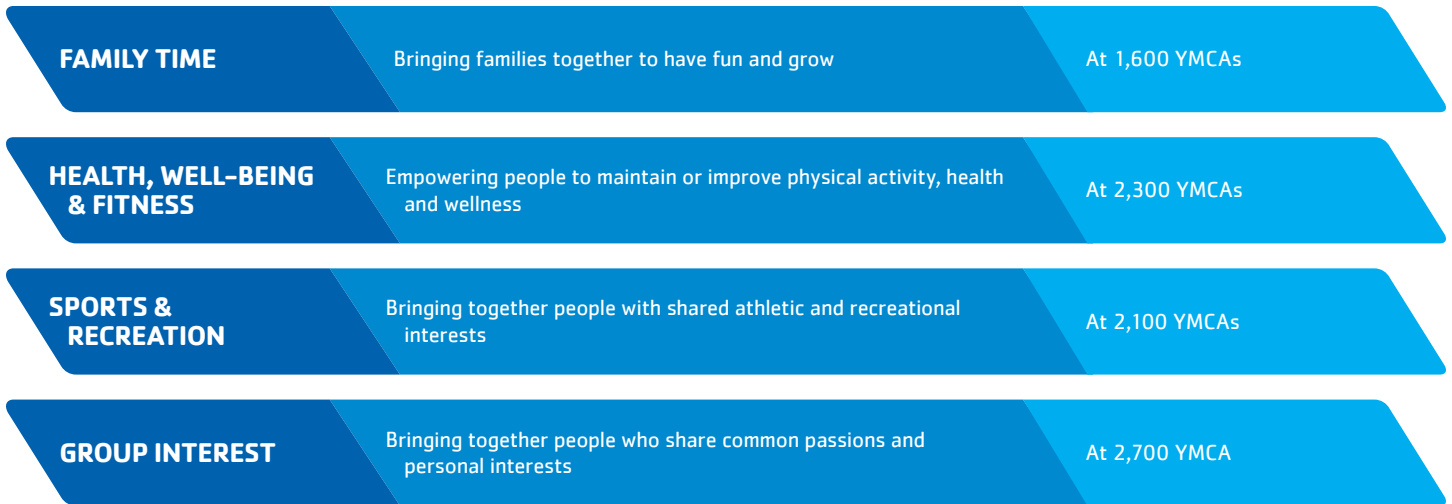 FAMILY TIME
Bringing families together to have fun and grow
At 1,600 YMCAs
HEALTH, WELL-BEING
& FITNESS
Empowering people to maintain or improve physical activity, health
and wellness
At 2,300 YMCAs
SPORTS &
RECREATION
Bringing together people with shared athletic and recreational
interests
At 2,100 YMCAs
GROUP INTEREST
Bringing together people who share common passions and
personal interests
At 2,700 YMCA